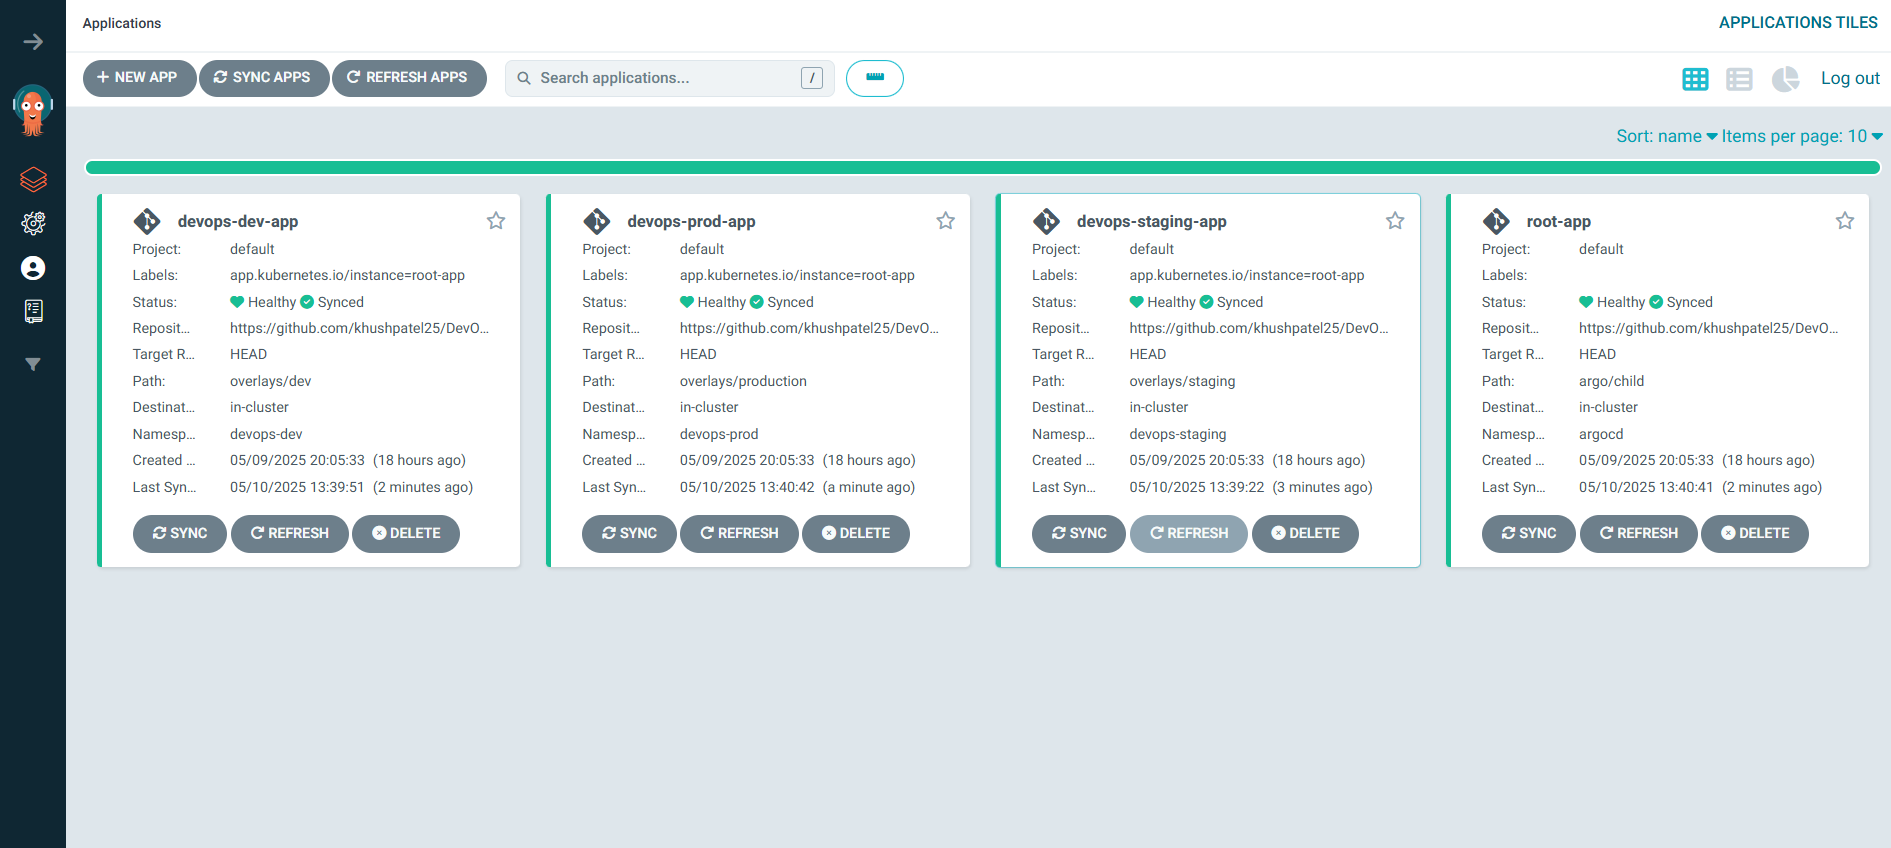 Applications
APPLICATIONS TILES
NEW APP
SYNC APPS
REFRESH APPS
Search applications...
/
Log out
Sort: name
Items per page: 10
devops-dev-app
Project: default
Labels: app.kubernetes.io/instance=root-app
Status: Healthy Synced
Reposit... https://github.com/khushpatel25/DevO...
Target R... HEAD
Path: overlays/dev
Destinat... in-cluster
Namesp... devops-dev
Created ... 05/09/2025 20:05:33 (18 hours ago)
Last Syn... 05/10/2025 13:39:51 (2 minutes ago)
SYNC REFRESH DELETE
devops-prod-app
Project: default
Labels: app.kubernetes.io/instance=root-app
Status: Healthy Synced
Reposit... https://github.com/khushpatel25/DevO...
Target R... HEAD
Path: overlays/production
Destinat... in-cluster
Namesp... devops-prod
Created ... 05/09/2025 20:05:33 (18 hours ago)
Last Syn... 05/10/2025 13:40:42 (a minute ago)
SYNC REFRESH DELETE
devops-staging-app
Project: default
Labels: app.kubernetes.io/instance=root-app
Status: Healthy Synced
Reposit... https://github.com/khushpatel25/DevO...
Target R... HEAD
Path: overlays/staging
Destinat... in-cluster
Namesp... devops-staging
Created ... 05/09/2025 20:05:33 (18 hours ago)
Last Syn... 05/10/2025 13:39:22 (3 minutes ago)
SYNC REFRESH DELETE
root-app
Project: default
Labels:
Status: Healthy Synced
Reposit... https://github.com/khushpatel25/DevO...
Target R... HEAD
Path: argo/child
Destinat... in-cluster
Namesp... argocd
Created ... 05/09/2025 20:05:33 (18 hours ago)
Last Syn... 05/10/2025 13:40:41 (2 minutes ago)
SYNC REFRESH DELETE